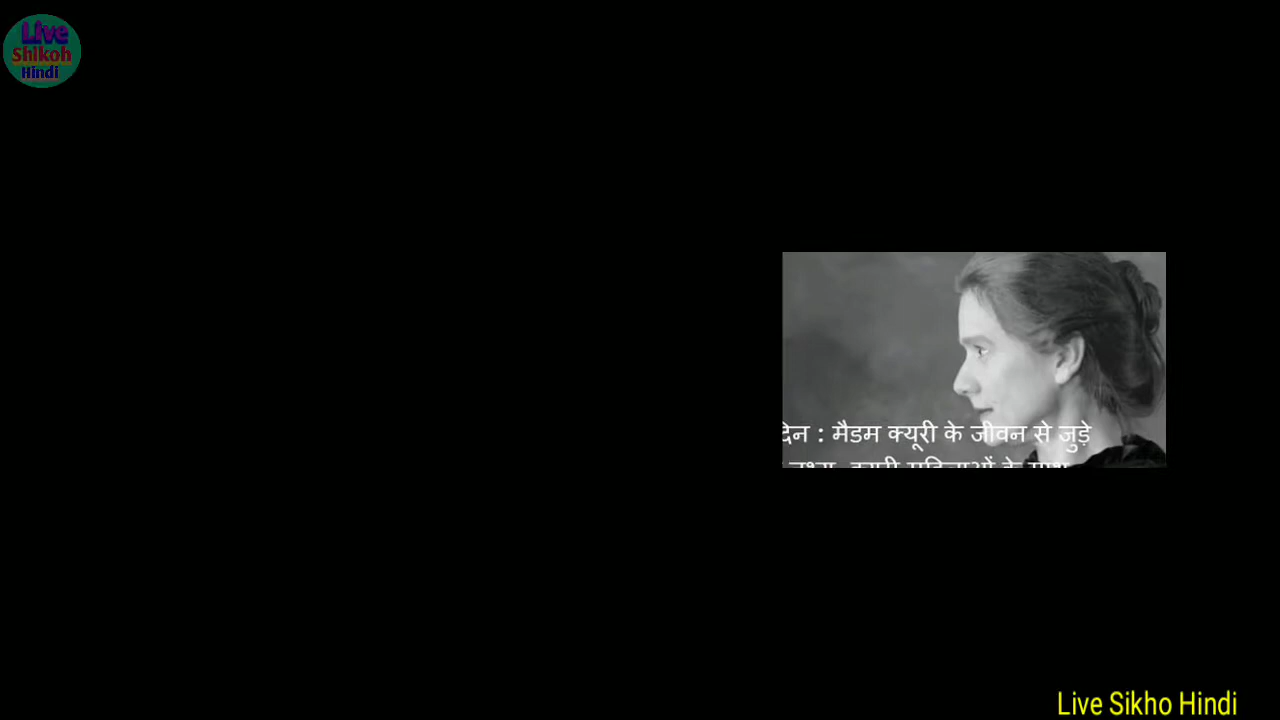 Live
Shikoh
Hindi
देन : मैडम क्यूरी के जीवन से जुड़े
Live Sikho Hindi